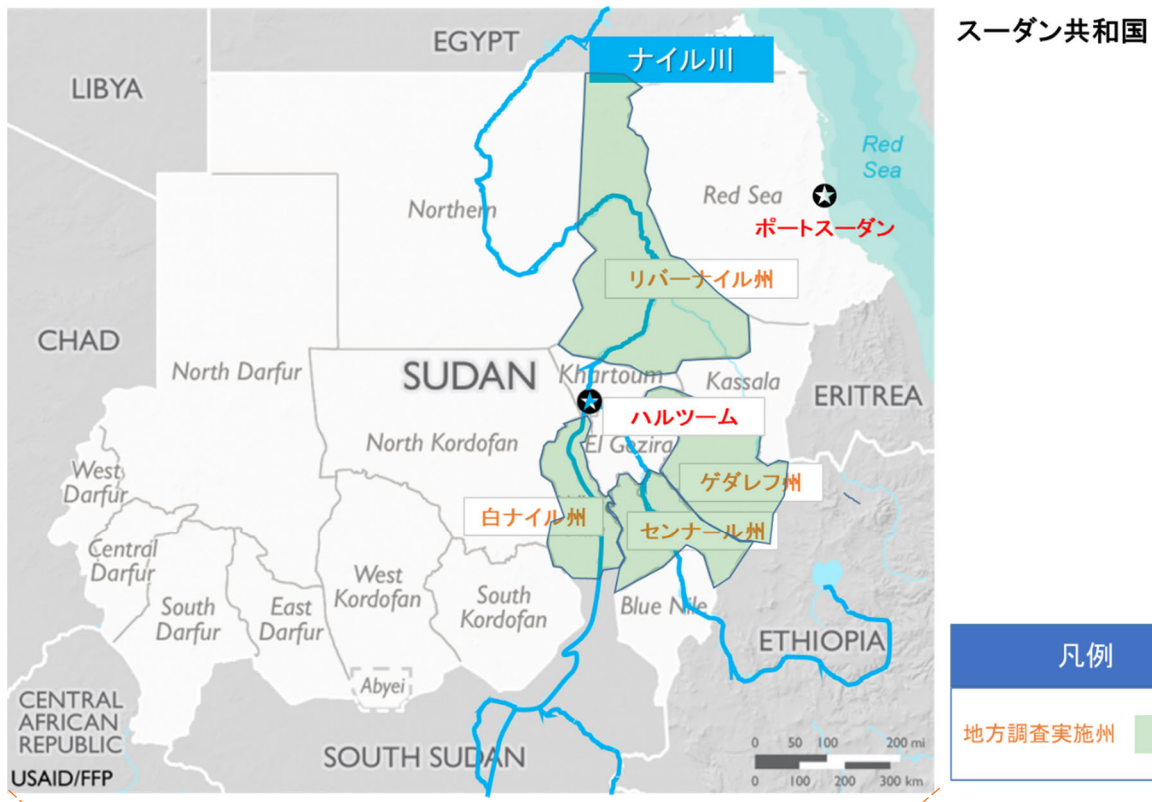 スーダン共和国
EGYPT
ナイル川
LIBYA
Red
Sea
Northern
Red Sea
ポートスーダン
リバーナイル州
CHAD
North Darfur
SUDAN
Khartoum
Kassala
ERITREA
ハルツーム
North Kordofan
El Gezira
West
Darfur
ゲダレフ州
白ナイル州
センナール州
Central
Darfur
West
Kordofan
South
Kordofan
South
Darfur
East
Darfur
Blue Nile
ETHIOPIA
凡例
Abyei
CENTRAL
AFRICAN
REPUBLIC
地方調査実施州
SOUTH SUDAN
0 50 100 200 mi
0 100 200 300 km
USAID/FFP